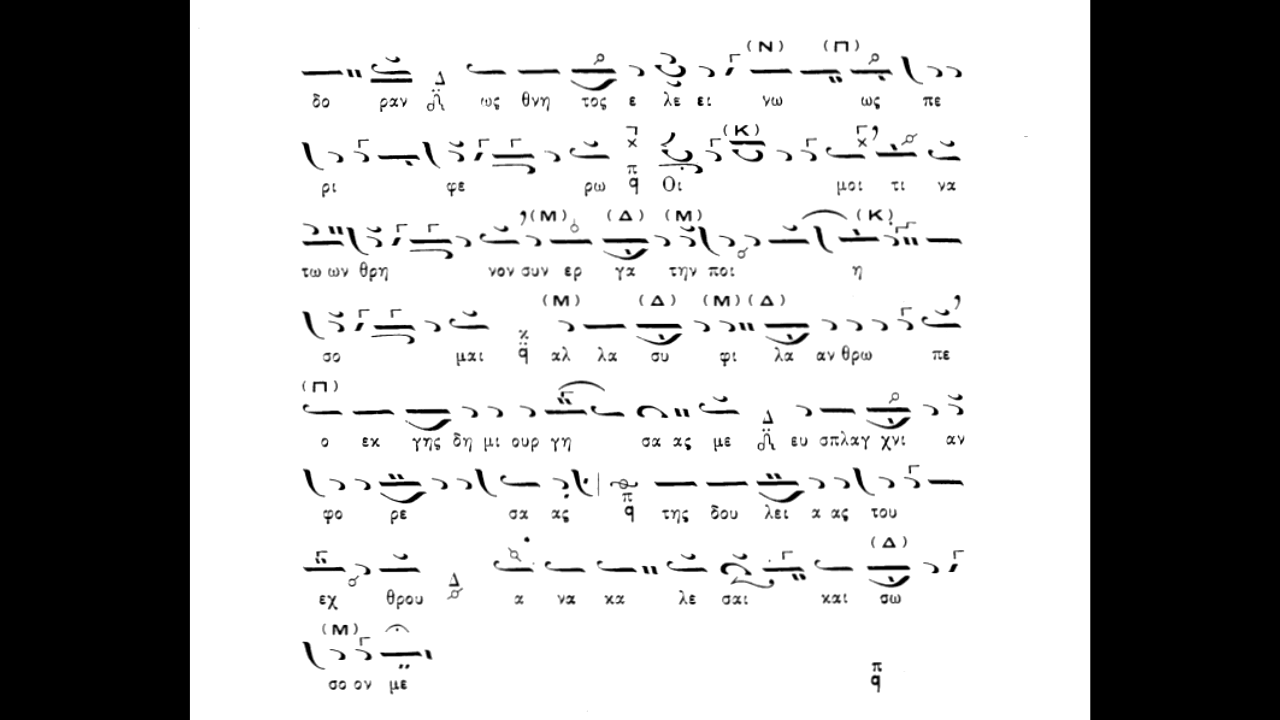 (Ν) (Π)
δο ραν Δ ως θνη τος ε λε ει νω ως πε
(Κ)
ρι φε ρω π q Οι μοι τι να
(Μ) (Δ) (Μ) (Κ)
τω ων θρη νον συν ερ γα την ποι η
(Μ) (Δ) (Μ) (Δ)
σο μαι q αλ λα συ φι λα αν θρω πε
(Π)
ο εκ γης δη μι ουρ γη σα ας με Δ ευ σπλαγ χνι αν
φο ρε σα ας π q της δου λει α ας του
(Δ)
εχ θρου Δ α να κα λε σαι και σω
(Μ)
σο ον με π q